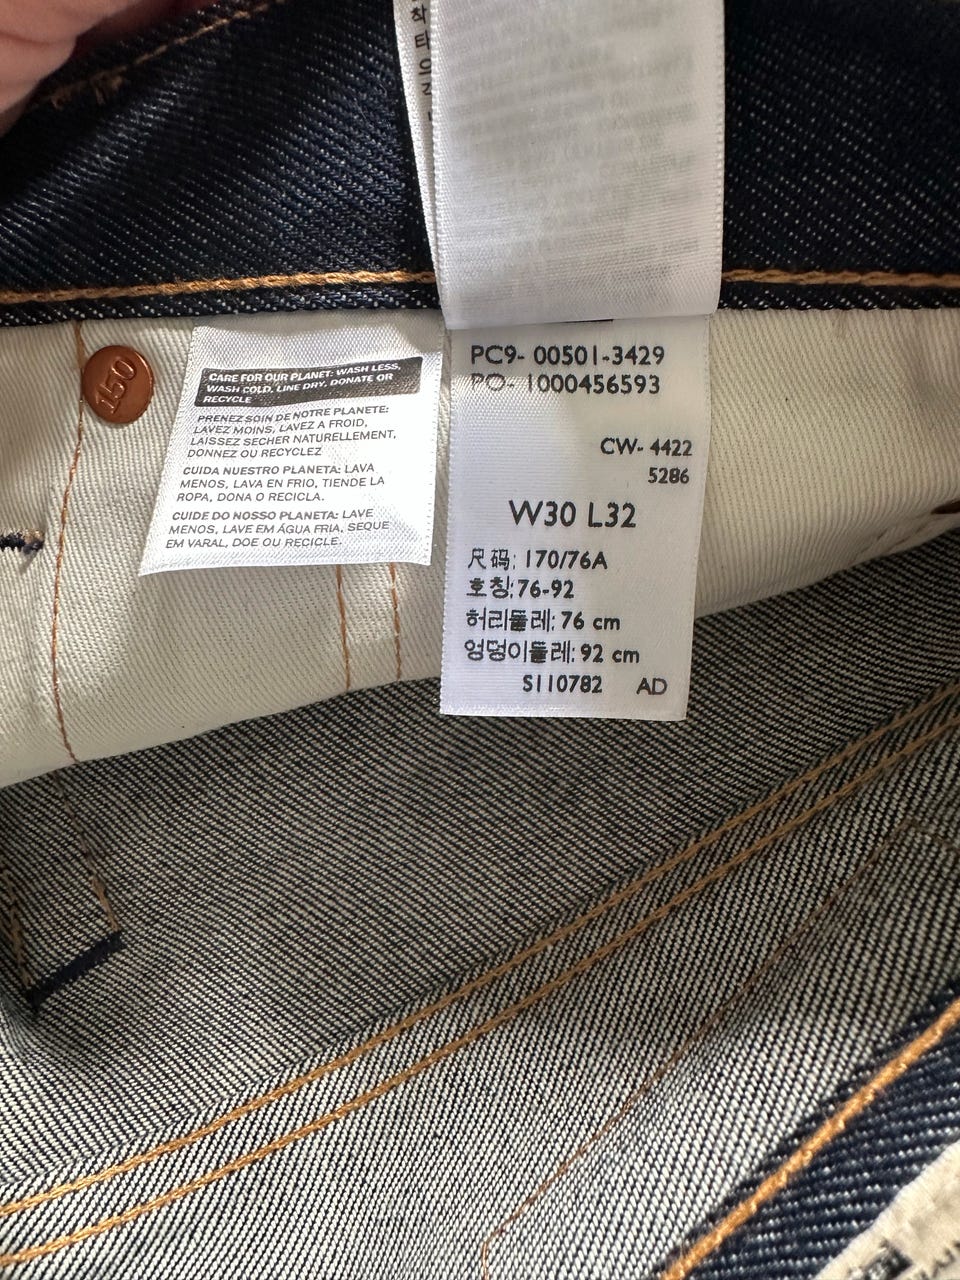 착
타
150
CARE FOR OUR PLANET: WASH LESS,
WASH COLD, LINE DRY, DONATE OR
RECYCLE
PRENEZ SOIN DE NOTRE PLANETE:
LAVEZ MOINS, LAVEZ A FROID,
LAISSEZ SECHER NATURELLEMENT,
DONNEZ OU RECYCLEZ
CUIDA NUESTRO PLANETA: LAVA
MENOS, LAVA EN FRIO, TIENDE LA
ROPA, DONA O RECICLA.
CUIDE DO NOSSO PLANETA: LAVE
MENOS, LAVE EM ÁGUA FRIA, SEQUE
EM VARAL, DOE OU RECICLE.
PC9- 00501-3429
PO- 1000456593
CW- 4422
5286
W30 L32
尺码: 170/76A
호칭:76-92
허리둘레: 76 cm
엉덩이둘레: 92 cm
S110782 AD